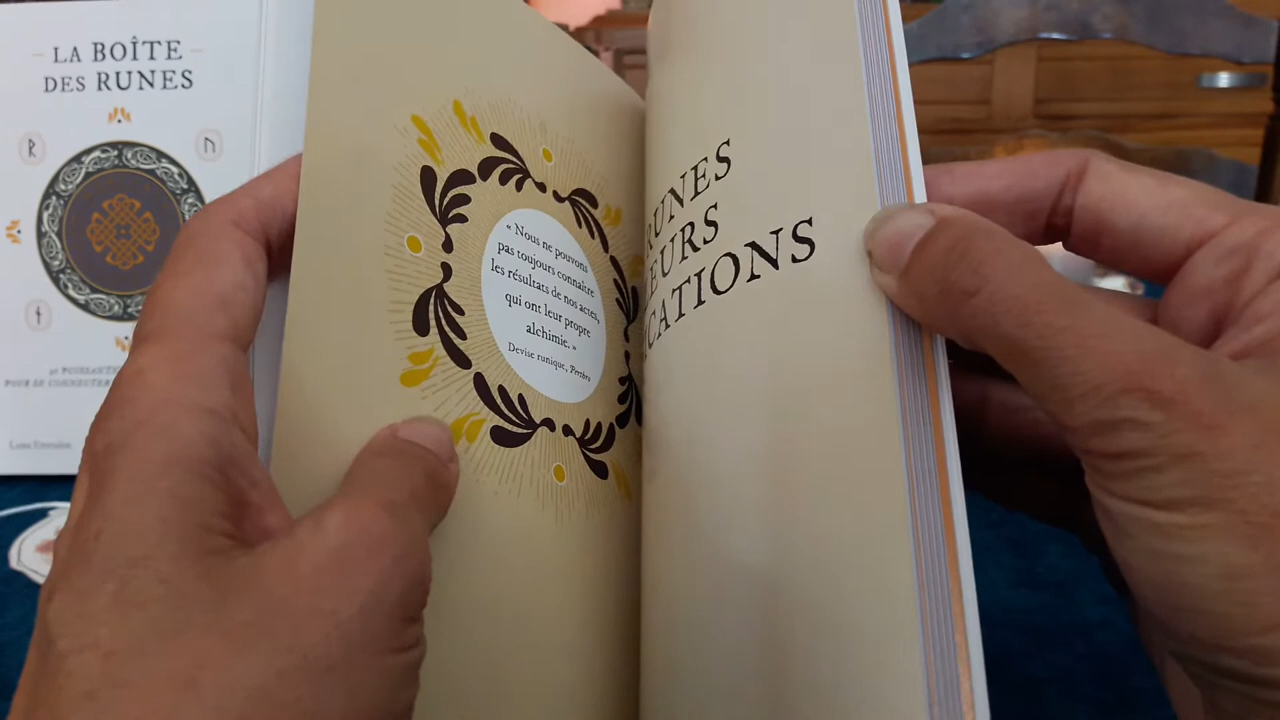 LA BOÎTE
DES RUNES
R
« Nous ne pouvons
pas toujours connaître
les résultats de nos actes,
qui ont leur propre
alchimie. »
Devise runique, Perthro
RUNES
LEURS
CATIONS